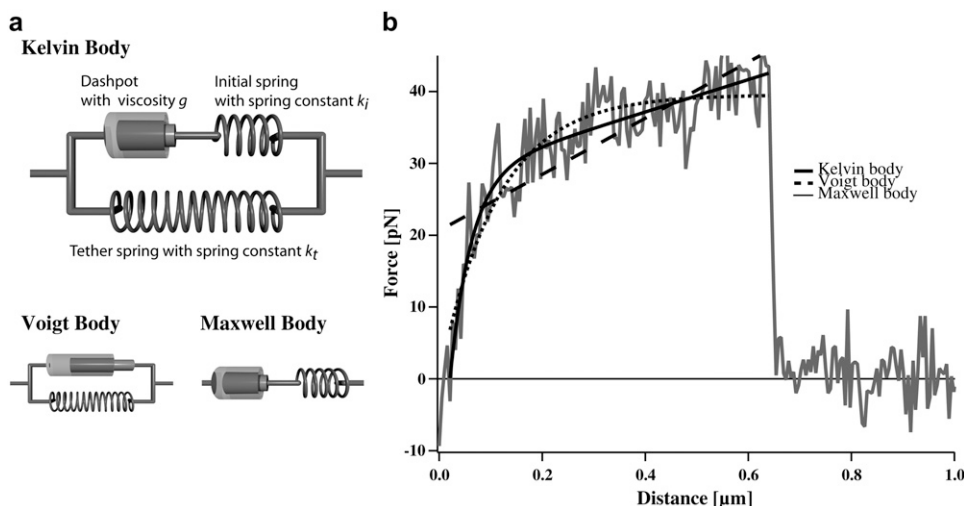 a
Kelvin Body
Dashpot
with viscosity g
Initial spring
with spring constant ki
Tether spring with spring constant kt
Voigt Body
Maxwell Body
b
Force [pN]
40
30
20
10
0
-10
Kelvin body
Voigt body
Maxwell body
0.0 0.2 0.4 0.6 0.8 1.0
Distance [µm]